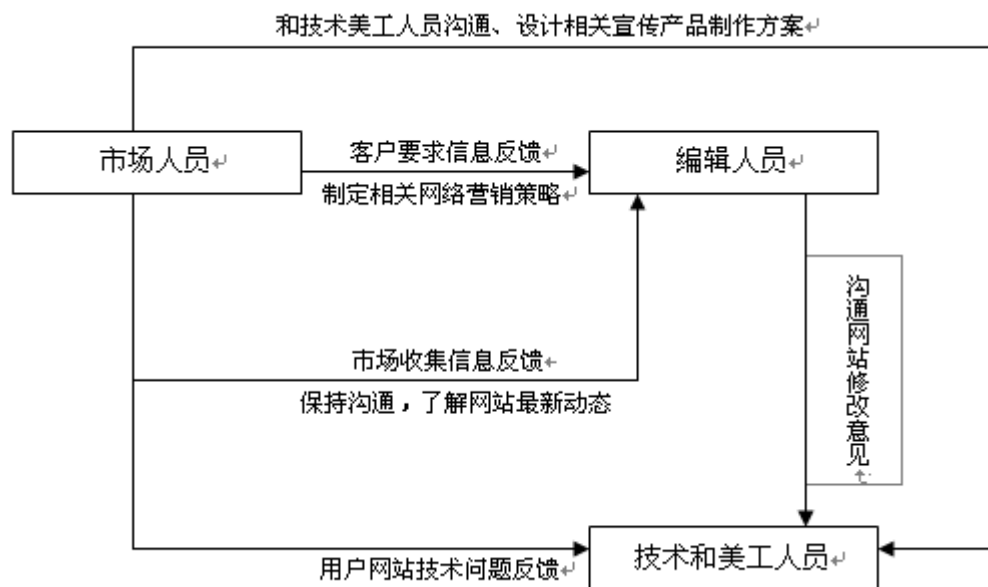 和技术美工人员沟通、设计相关宣传产品制作方案
市场人员
客户要求信息反馈
制定相关网络营销策略
编辑人员
沟通网站修改意见
市场收集信息反馈
保持沟通，了解网站最新动态
用户网站技术问题反馈
技术和美工人员